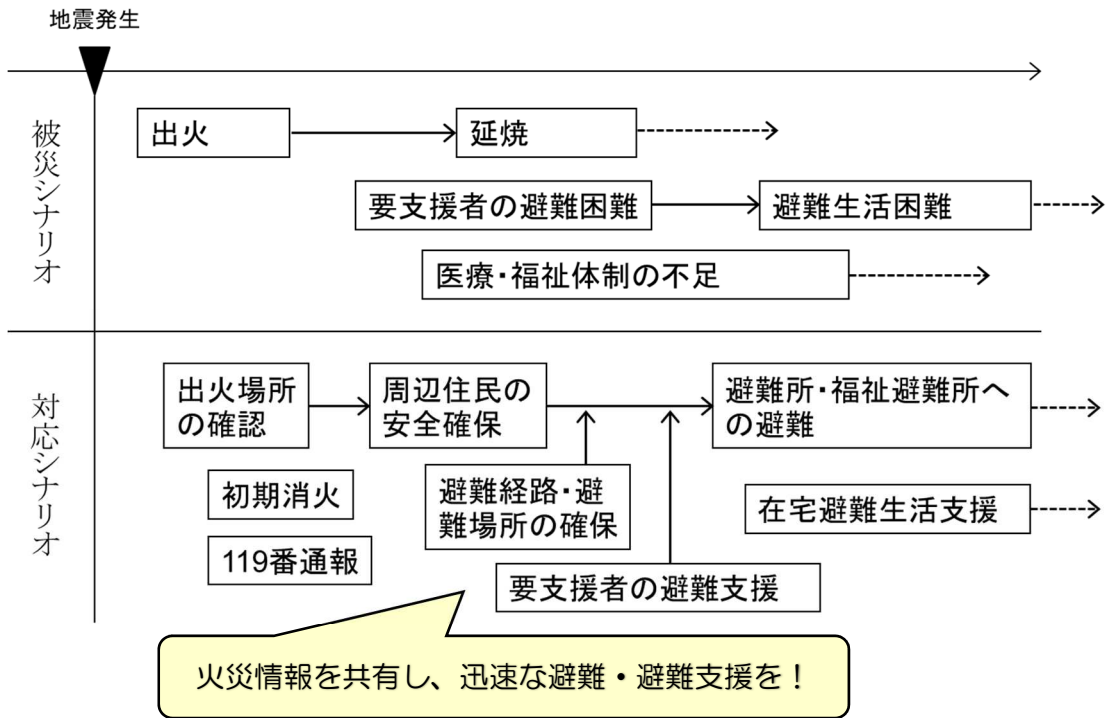 地震発生
被災シナリオ
出火
延焼
要支援者の避難困難
避難生活困難
医療・福祉体制の不足
対応シナリオ
出火場所
の確認
周辺住民の
安全確保
避難所・福祉避難所へ
の避難
初期消火
避難経路・避
難場所の確保
在宅避難生活支援
119番通報
要支援者の避難支援
火災情報を共有し、迅速な避難・避難支援を！